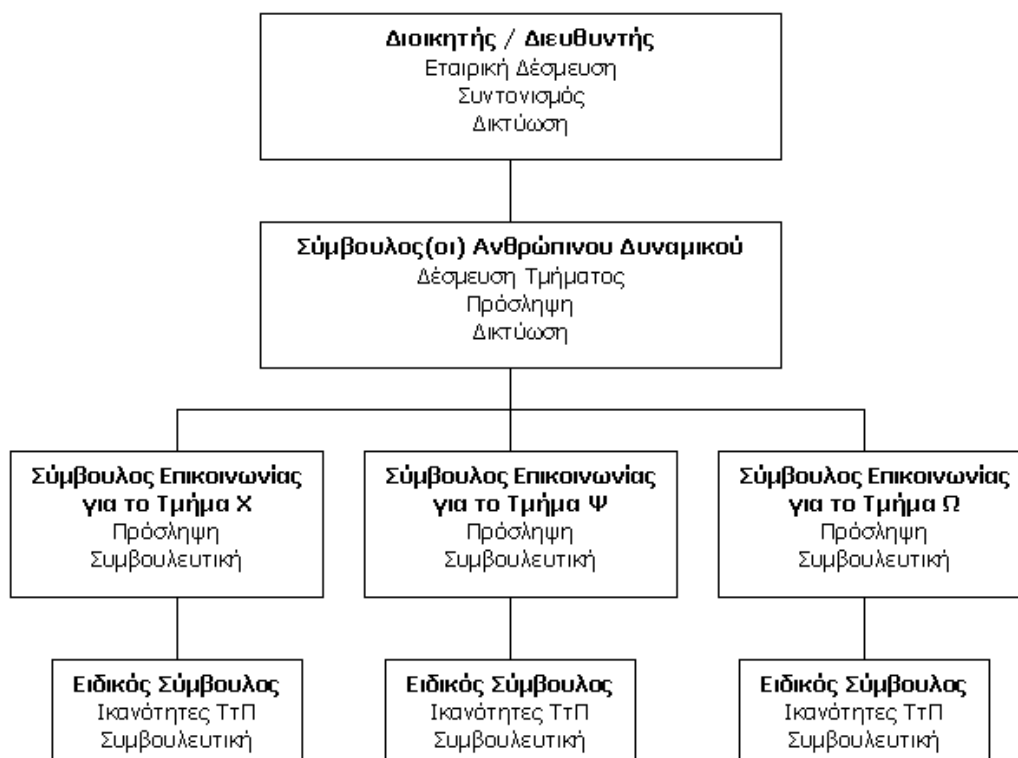 Διοικητής / Διευθυντής
Εταιρική Δέσμευση
Συντονισμός
Δικτύωση
Σύμβουλος(οι) Ανθρώπινου Δυναμικού
Δέσμευση Τμήματος
Πρόσληψη
Δικτύωση
Σύμβουλος Επικοινωνίας
για το Τμήμα Χ
Πρόσληψη
Συμβουλευτική
Σύμβουλος Επικοινωνίας
για το Τμήμα Ψ
Πρόσληψη
Συμβουλευτική
Σύμβουλος Επικοινωνίας
για το Τμήμα Ω
Πρόσληψη
Συμβουλευτική
Ειδικός Σύμβουλος
Ικανότητες ΤτΠ
Συμβουλευτική
Ειδικός Σύμβουλος
Ικανότητες ΤτΠ
Συμβουλευτική
Ειδικός Σύμβουλος
Ικανότητες ΤτΠ
Συμβουλευτική